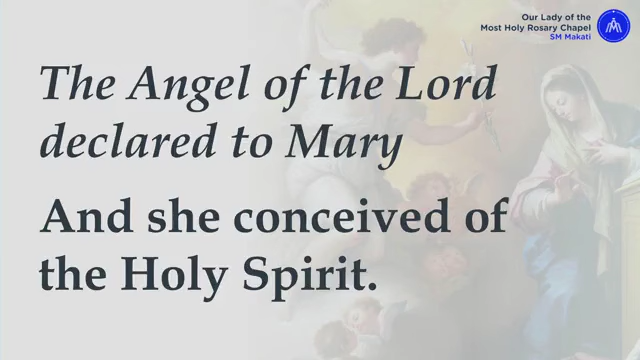 Our Lady of the
Most Holy Rosary Chapel
SM Makati
The Angel of the Lord
declared to Mary
And she conceived of
the Holy Spirit.